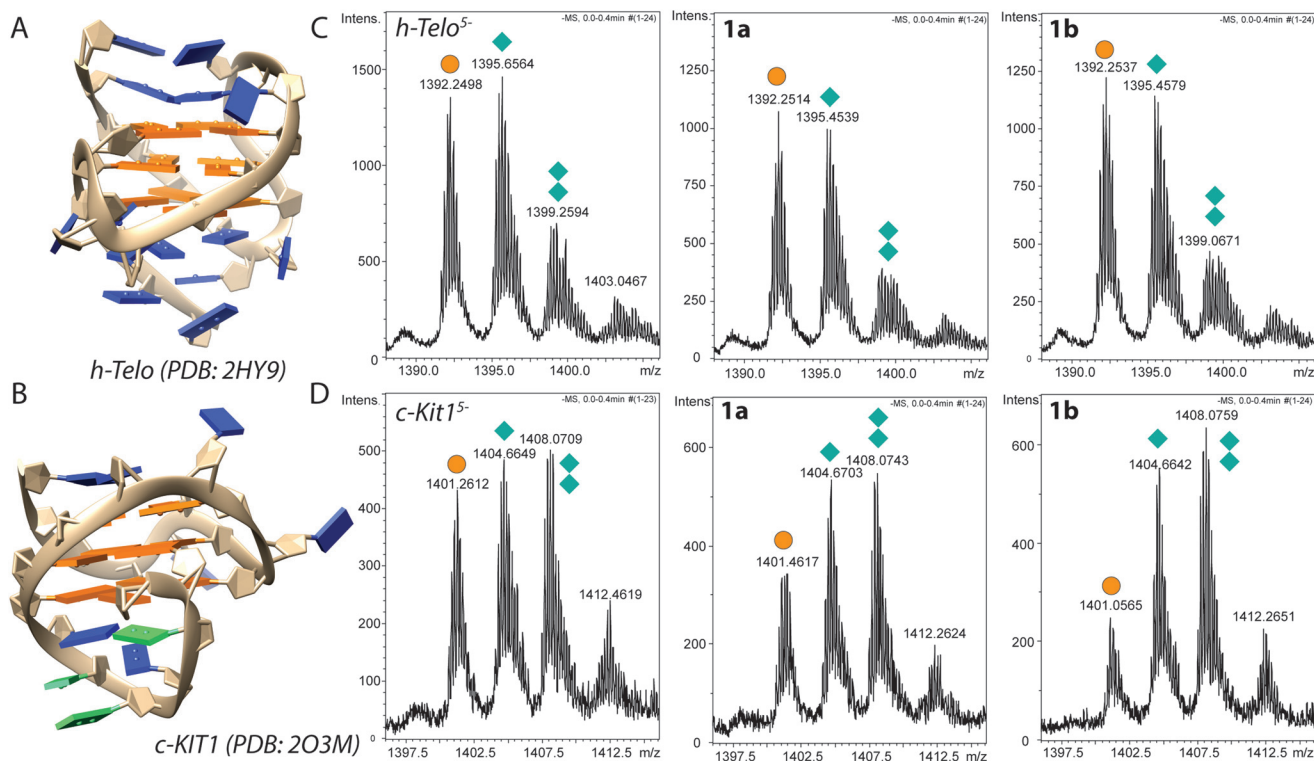 A
h-Telo (PDB: 2HY9)
B
c-KIT1 (PDB: 2O3M)
C
Intens.
-MS, 0.0-0.4min #(1-24)
h-Telo5-
1392.2498
1395.6564
1399.2594
1403.0467
1500
1000
500
0
1390.0
1395.0
1400.0
m/z
-MS, 0.0-0.4min #(1-24)
Intens.
1a
1392.2514
1395.4539
1250
1000
750
500
250
0
1390.0
1395.0
1400.0
m/z
-MS, 0.0-0.4min #(1-24)
Intens.
1b
1392.2537
1395.4579
1399.0671
1250
1000
750
500
250
0
1390.0
1395.0
1400.0
m/z
D
Intens.
-MS, 0.0-0.4min #(1-23)
c-Kit15-
1401.2612
1404.6649
1408.0709
1412.4619
500
400
300
200
100
0
1397.5
1402.5
1407.5
1412.5
m/z
-MS, 0.0-0.4min #(1-24)
Intens.
1a
1401.4617
1404.6703
1408.0743
1412.2624
600
400
200
0
1397.5
1402.5
1407.5
1412.5
m/z
-MS, 0.0-0.4min #(1-24)
Intens.
1b
1401.0565
1404.6642
1408.0759
1412.2651
600
400
200
0
1397.5
1402.5
1407.5
1412.5
m/z